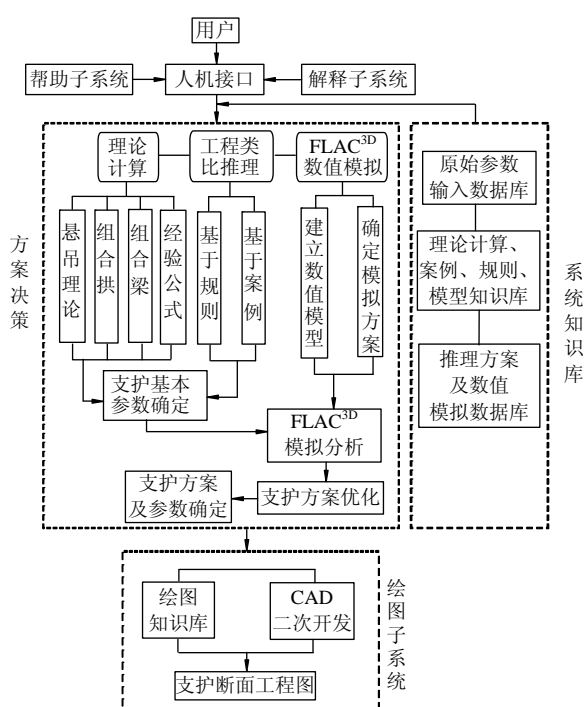 用户
帮助子系统
人机接口
解释子系统
理论
计算
工程类
比推理
FLAC3D
数值模拟
悬吊理论
组合拱
组合梁
经验公式
基于规则
基于案例
建立数值模型
确定模拟方案
支护基本
参数确定
FLAC3D
模拟分析
支护方案
及参数确定
支护方案优化
方案决策
原始参数
输入数据库
理论计算、
案例、规则、
模型知识库
推理方案
及数值
模拟数据库
系统知识库
绘图
知识库
CAD
二次开发
支护断面工程图
绘图子系统